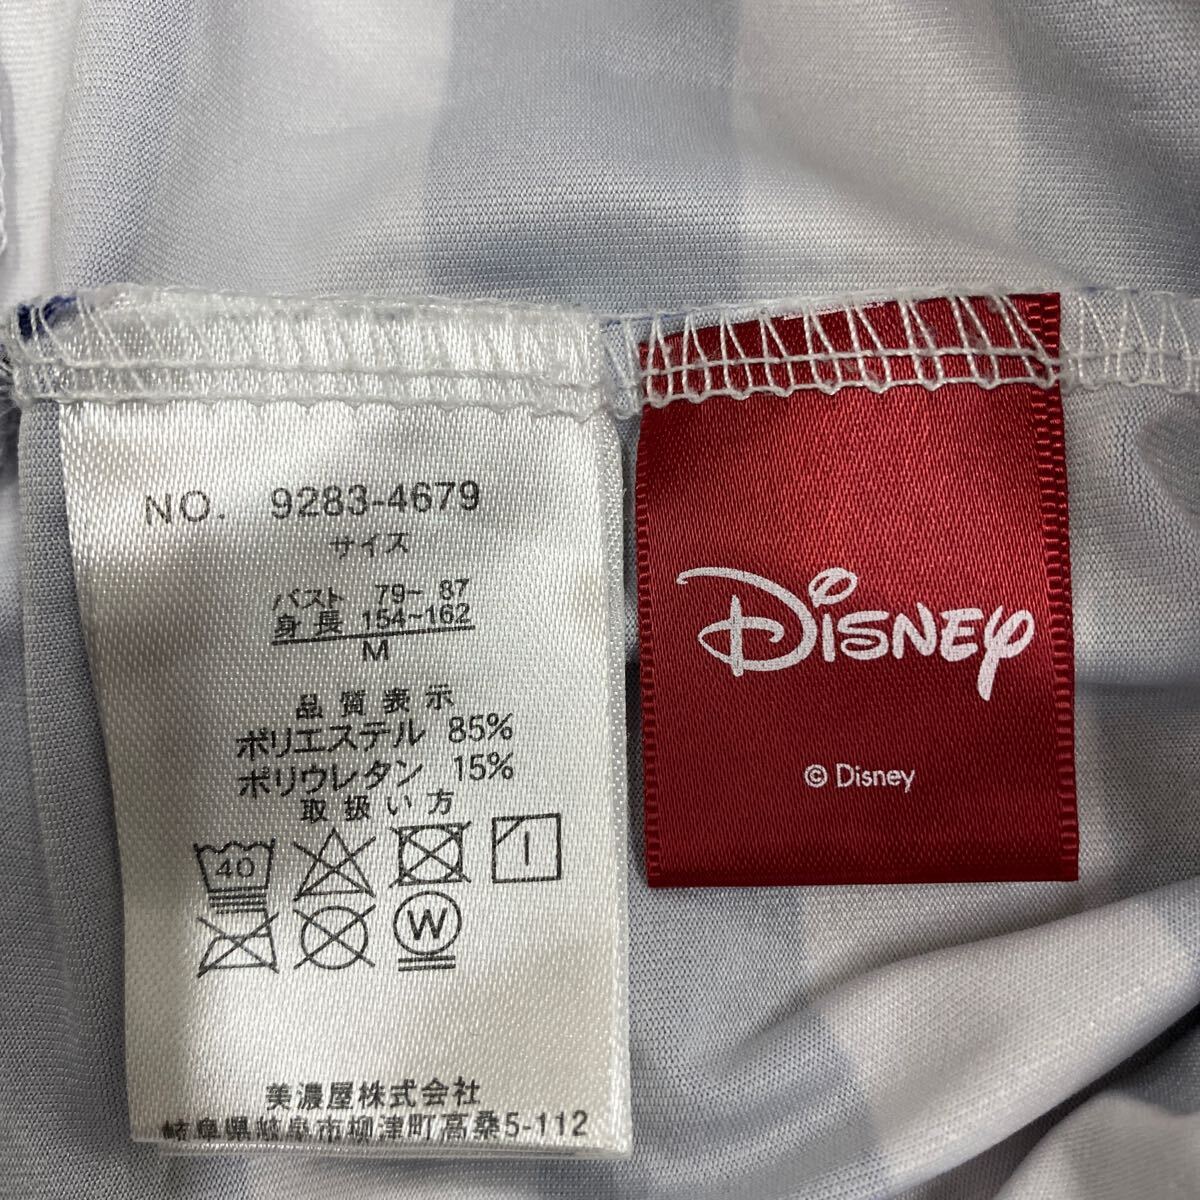 NO. 9283-4679
サイズ
バスト 79~ 87
身長 154~162
M
品質表示
ポリエステル 85%
ポリウレタン 15%
取扱い方
40
W
美濃屋株式会社
岐阜県岐阜市柳津町高桑5-112
Disney
© Disney